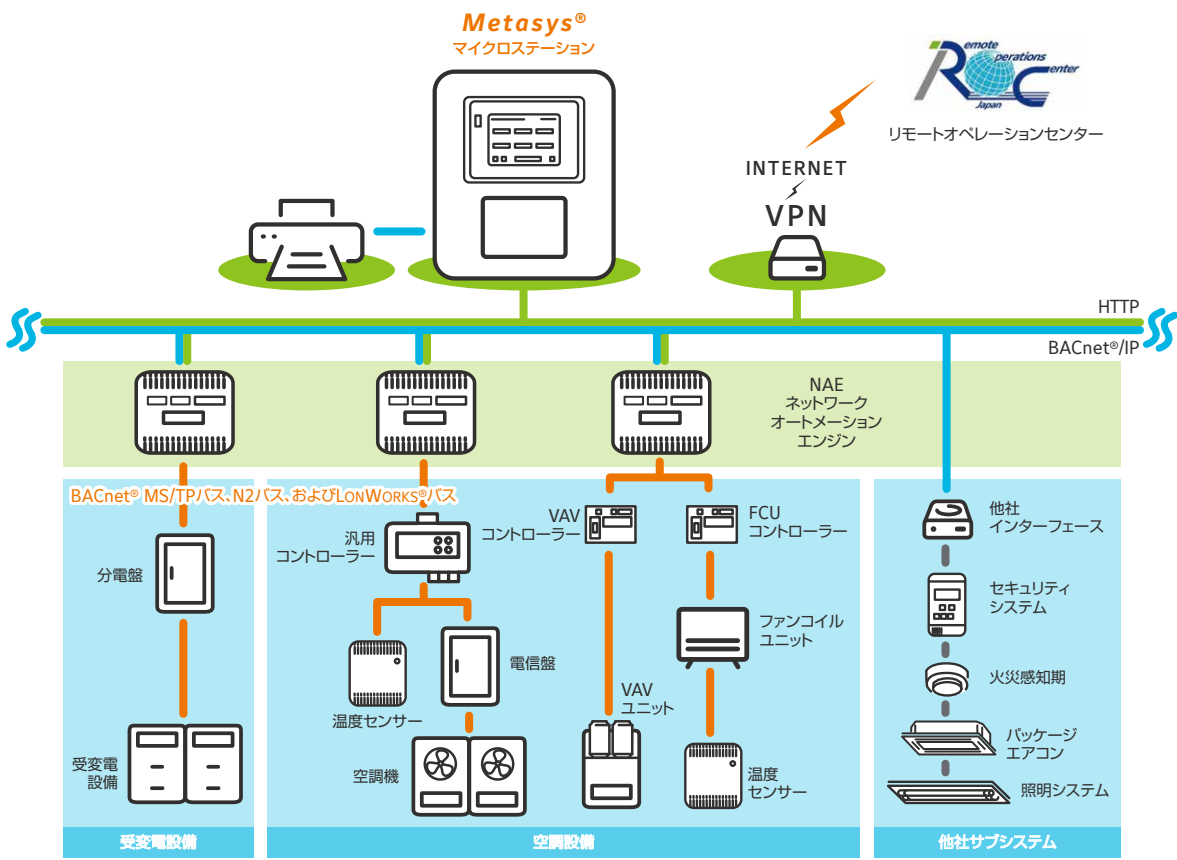 Metasys®
マイクロステーション
Remote
Operations
Center
Japan
リモートオペレーションセンター
INTERNET
VPN
HTTP
BACnet®/IP
NAE
ネットワーク
オートメーション
エンジン
BACnet® MS/TPバス、N2バス、およびLONWORKS®バス
分電盤
受変電
設備
受変電設備
汎用
コントローラー
温度センサー
電信盤
空調機
VAV
コントローラー
VAV
ユニット
FCU
コントローラー
ファンコイル
ユニット
温度
センサー
空調設備
他社
インターフェース
セキュリティ
システム
火災感知期
パッケージ
エアコン
照明システム
他社サブシステム